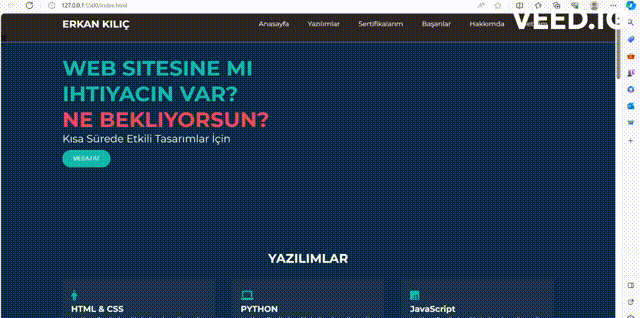 127.0.0.1:5500/index.html
VEED.IO
ERKAN KILIÇ
Anasayfa Yazılımlar Sertifikalarım Başarılar Hakkımda
WEB SITESINE MI
IHTIYACIN VAR?
NE BEKLIYORSUN?
Kısa Sürede Etkili Tasarımlar İçin
MESAJ AT
YAZILIMLAR
HTML & CSS
PYTHON
JavaScript